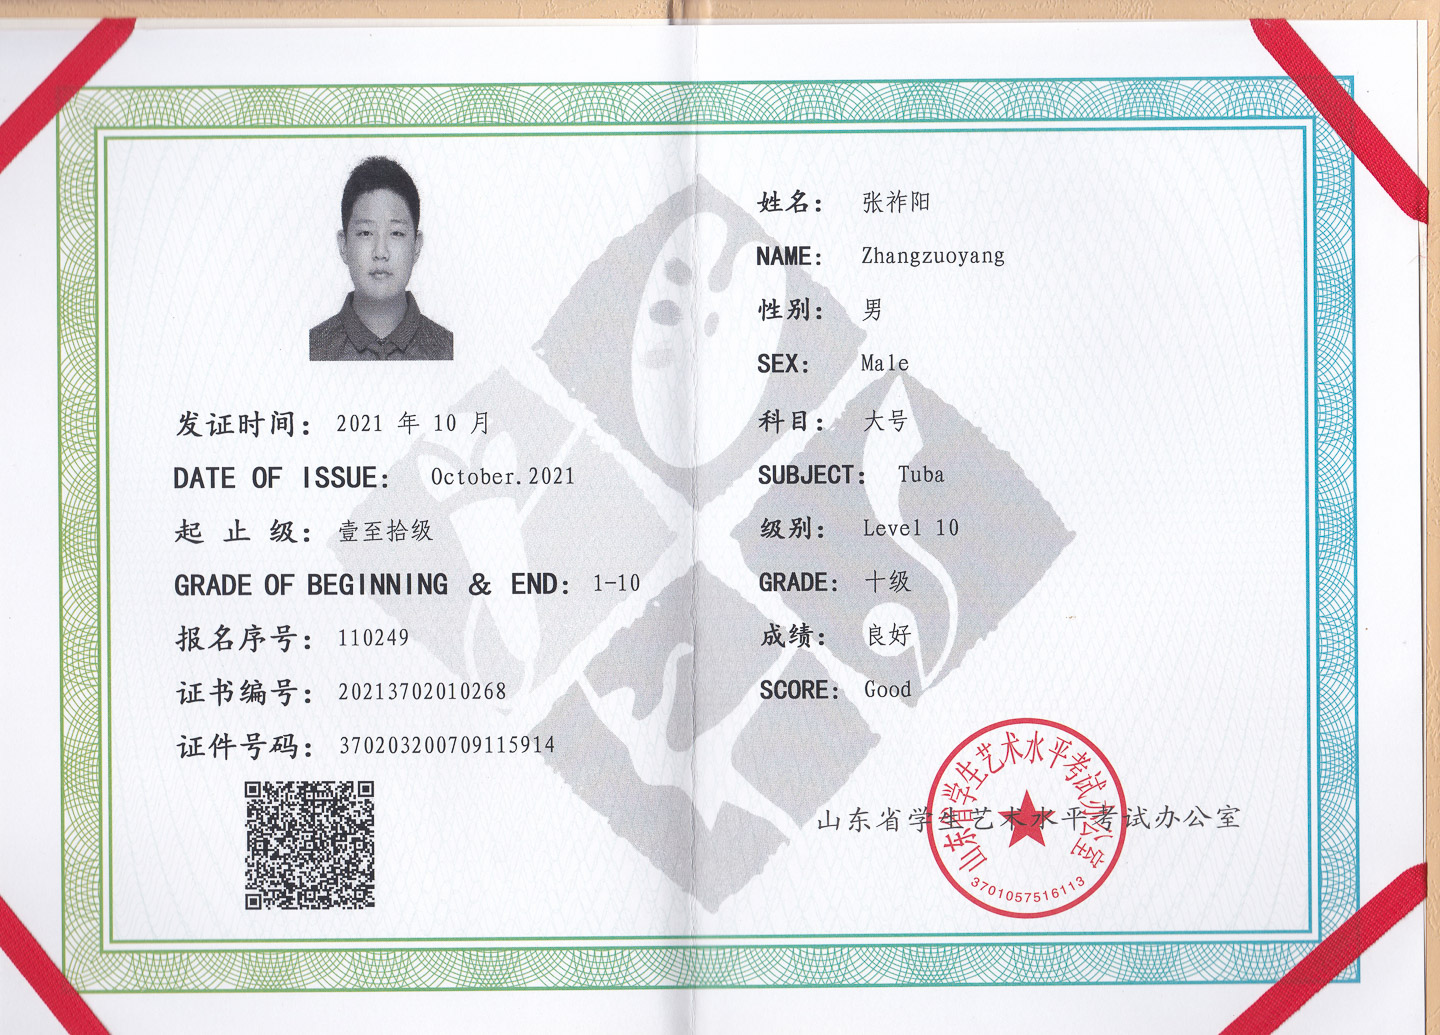 发证时间： 2021 年 10 月
DATE OF ISSUE: October.2021
起 止 级： 壹至拾级
GRADE OF BEGINNING & END: 1-10
报名序号： 110249
证书编号： 20213702010268
证件号码： 370203200709115914
姓名： 张祚阳
NAME: Zhangzuoyang
性别： 男
SEX: Male
科目： 大号
SUBJECT: Tuba
级别： Level 10
GRADE: 十级
成绩： 良好
SCORE: Good
山东省学生艺术水平考试办公室
山东省学生艺术水平考试办公室
3701057516113